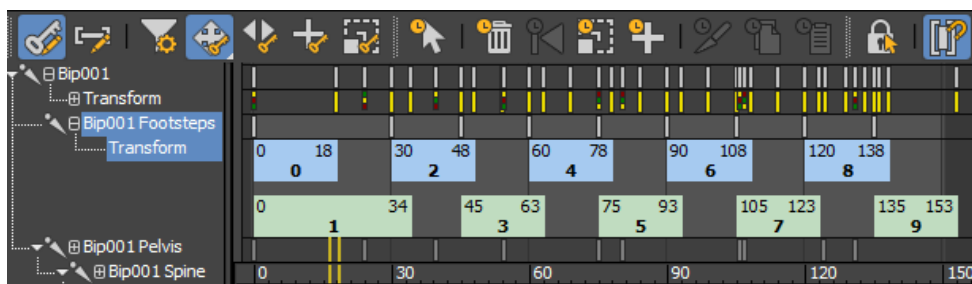 Bip001
Transform
Bip001 Footsteps
Transform
0 18 30 48 60 78 90 108 120 138
0 2 4 6 8
0 34 45 63 75 93 105 123 135 153
1 3 5 7 9
Bip001 Pelvis
Bip001 Spine
0 30 60 90 120 150